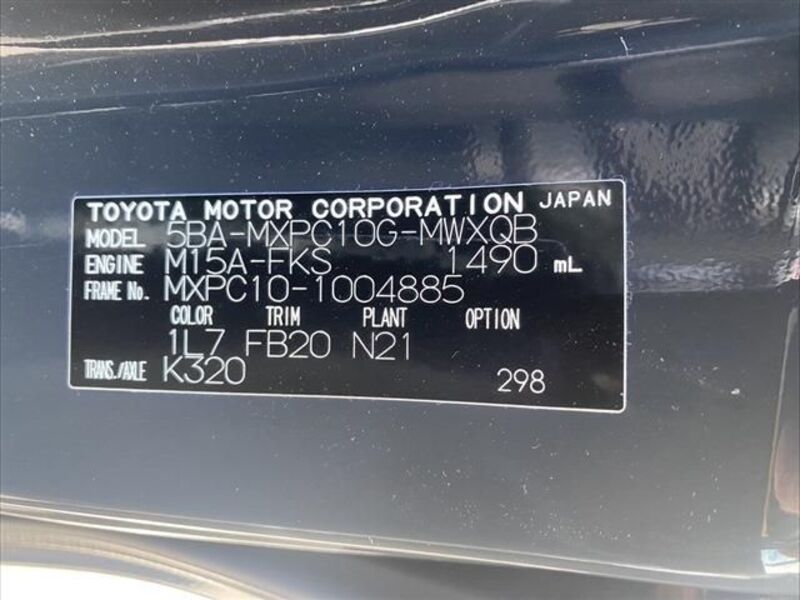 TOYOTA MOTOR CORPORATION JAPAN
MODEL 5BA-MXPC10G-MWXQB
ENGINE M15A-FKS 1490 mL
FRAME No. MXPC10-1004885
COLOR TRIM PLANT OPTION
1L7 FB20 N21
TRANS./AXLE K320
298